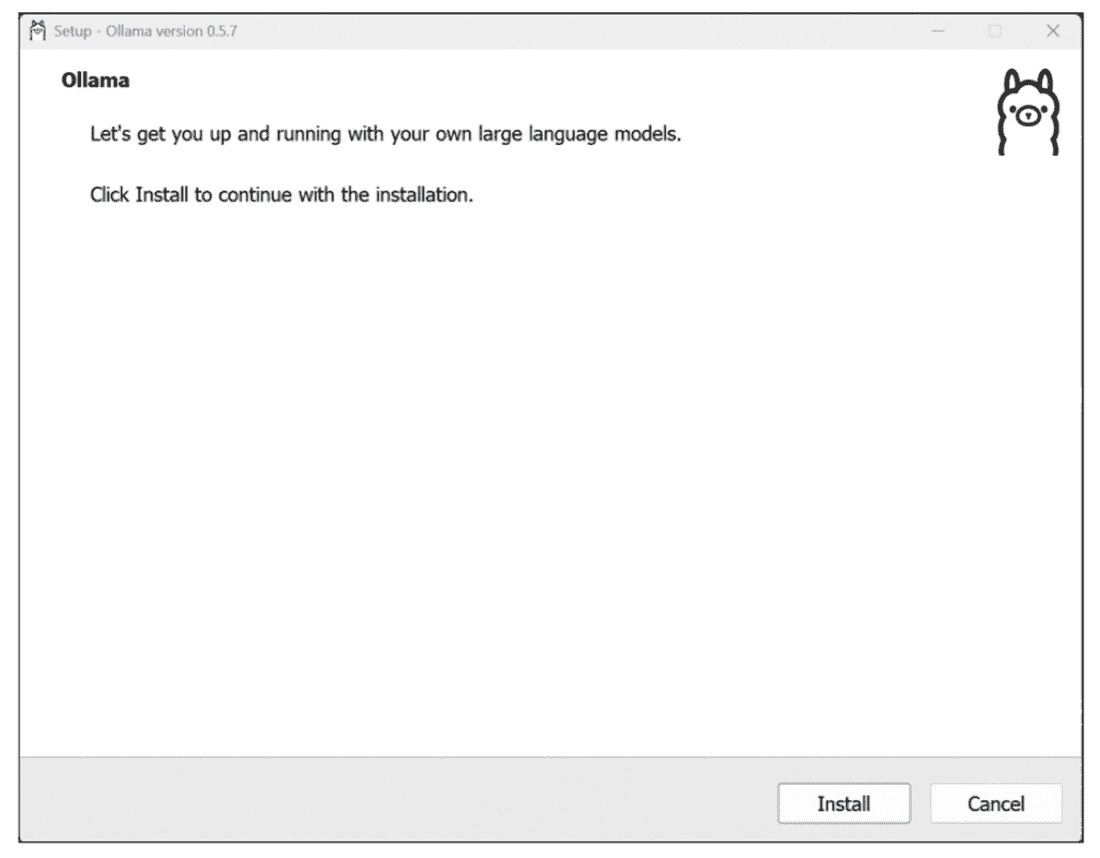 Setup - Ollama version 0.5.7
Ollama
Let's get you up and running with your own large language models.
Click Install to continue with the installation.
Install
Cancel